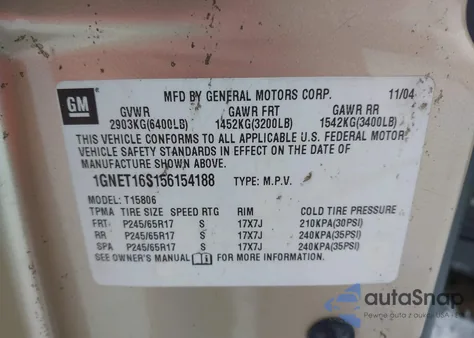 GM
MFD BY GENERAL MOTORS CORP. 11/04
GVWR GAWR FRT GAWR RR
2903KG(6400LB) 1452KG(3200LB) 1542KG(3400LB)
THIS VEHICLE CONFORMS TO ALL APPLICABLE U.S. FEDERAL MOTOR
VEHICLE SAFETY STANDARDS IN EFFECT ON THE DATE OF
MANUFACTURE SHOWN ABOVE.
1GNET16S156154188 TYPE: M.P.V.
MODEL: T15806
TPMA TIRE SIZE SPEED RTG RIM COLD TIRE PRESSURE
FRT P245/65R17 S 17X7J 210KPA(30PSI)
RR P245/65R17 S 17X7J 240KPA(35PSI)
SPA P245/65R17 S 17X7J 240KPA(35PSI)
SEE OWNER'S MANUAL FOR MORE INFORMATION.
autoSnap
Pewne auto z USA